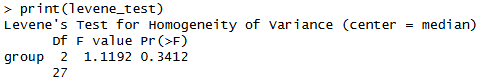 > print(levene_test)
Levene's Test for Homogeneity of Variance (center = median)
      Df F value Pr(>F)
group  2  1.1192 0.3412
      27